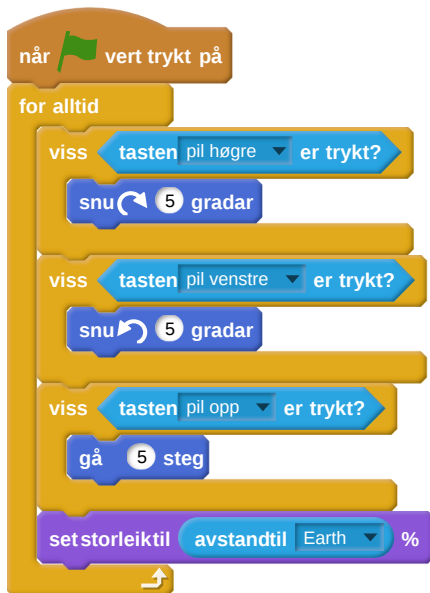 når vert trykt på
for alltid
viss tasten pil høgre er trykt?
snu 5 gradar
viss tasten pil venstre er trykt?
snu 5 gradar
viss tasten pil opp er trykt?
gå 5 steg
set storleik til avstand til Earth %